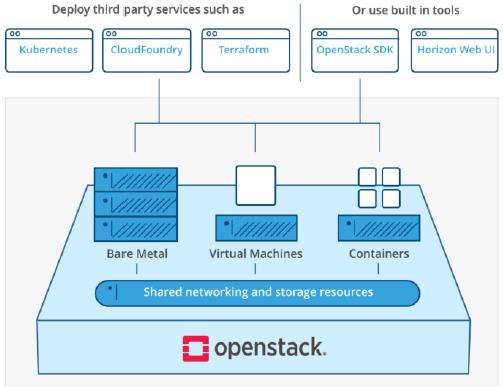 Deploy third party services such as
Or use built in tools
Kubernetes
CloudFoundry
Terraform
OpenStack SDK
Horizon Web UI
Bare Metal
Virtual Machines
Containers
Shared networking and storage resources
openstack.